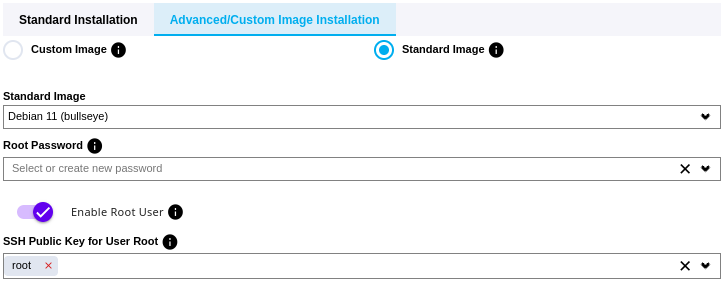 Standard Installation
Advanced/Custom Image Installation
Custom Image
Standard Image
Standard Image
Debian 11 (bullseye)
Root Password
Select or create new password
Enable Root User
SSH Public Key for User Root
root